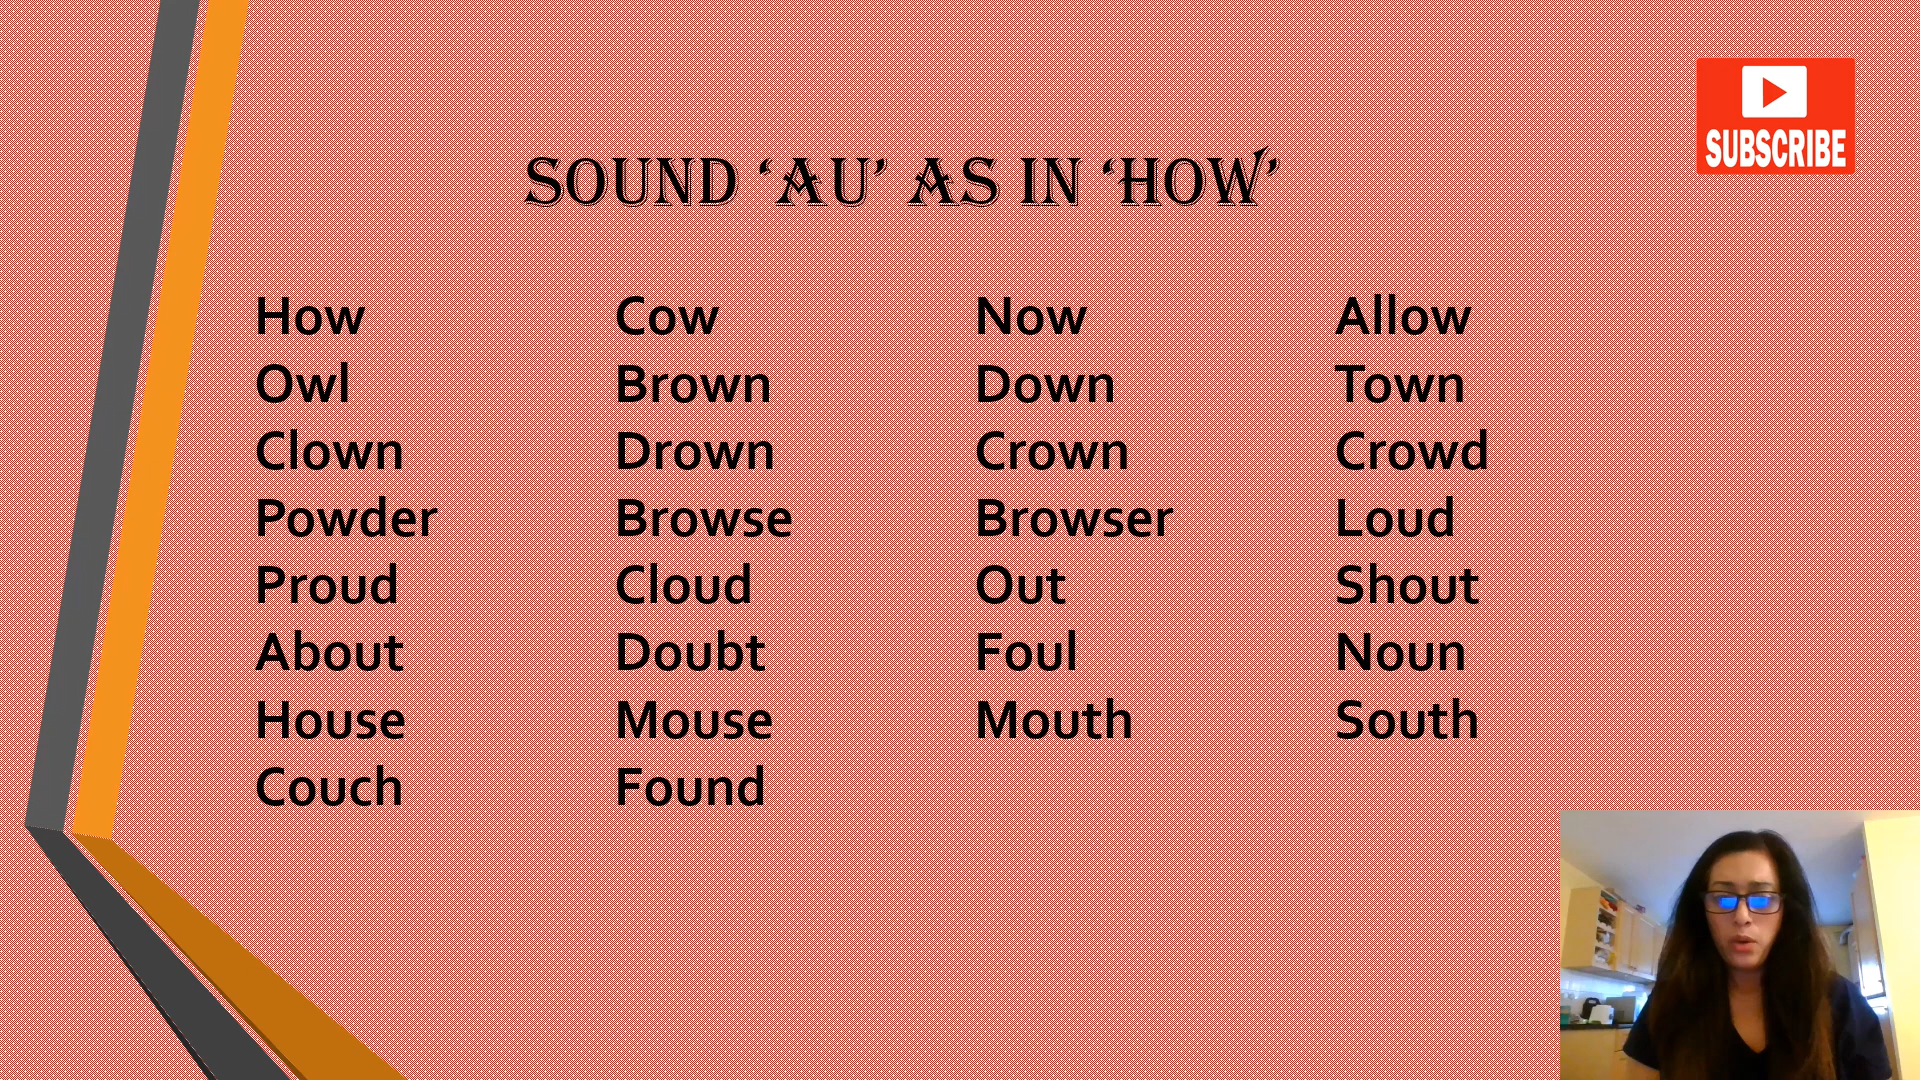 SUBSCRIBE
SOUND ‘AU’ AS IN ‘HOW’
How Cow Now Allow
Owl Brown Down Town
Clown Drown Crown Crowd
Powder Browse Browser Loud
Proud Cloud Out Shout
About Doubt Foul Noun
House Mouse Mouth South
Couch Found